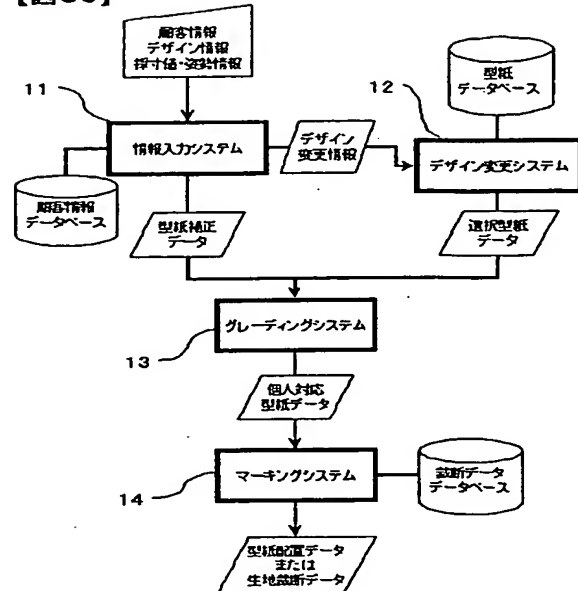 顧客情報
デザイン情報
採寸値・姿勢情報
11
情報入力システム
デザイン
変更情報
12
型紙
データベース
デザイン変更システム
顧客情報
データベース
型紙補正
データ
選択型紙
データ
グレーディングシステム
13
個人対応
型紙データ
マーキングシステム
14
裁断データ
データベース
型紙配置データ
または
生地裁断データ